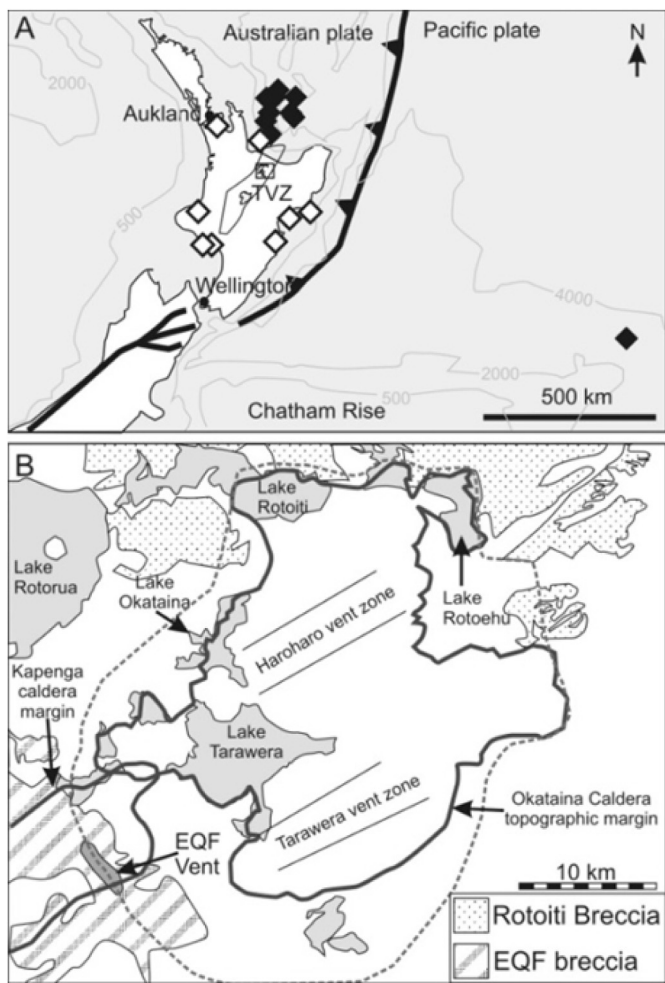 A
Australian plate
Pacific plate
N
2000
Aukland
TVZ
500
Wellington
4000
2000
500
Chatham Rise
500 km
B
Lake
Rotoiti
Lake
Rotorua
Lake
Okataina
Haroharo vent zone
Lake
Rotoehu
Kapenga
caldera
margin
Lake
Tarawera
Tarawera vent zone
Okataina Caldera
topographic margin
EQF
Vent
10 km
Rotoiti Breccia
EQF breccia